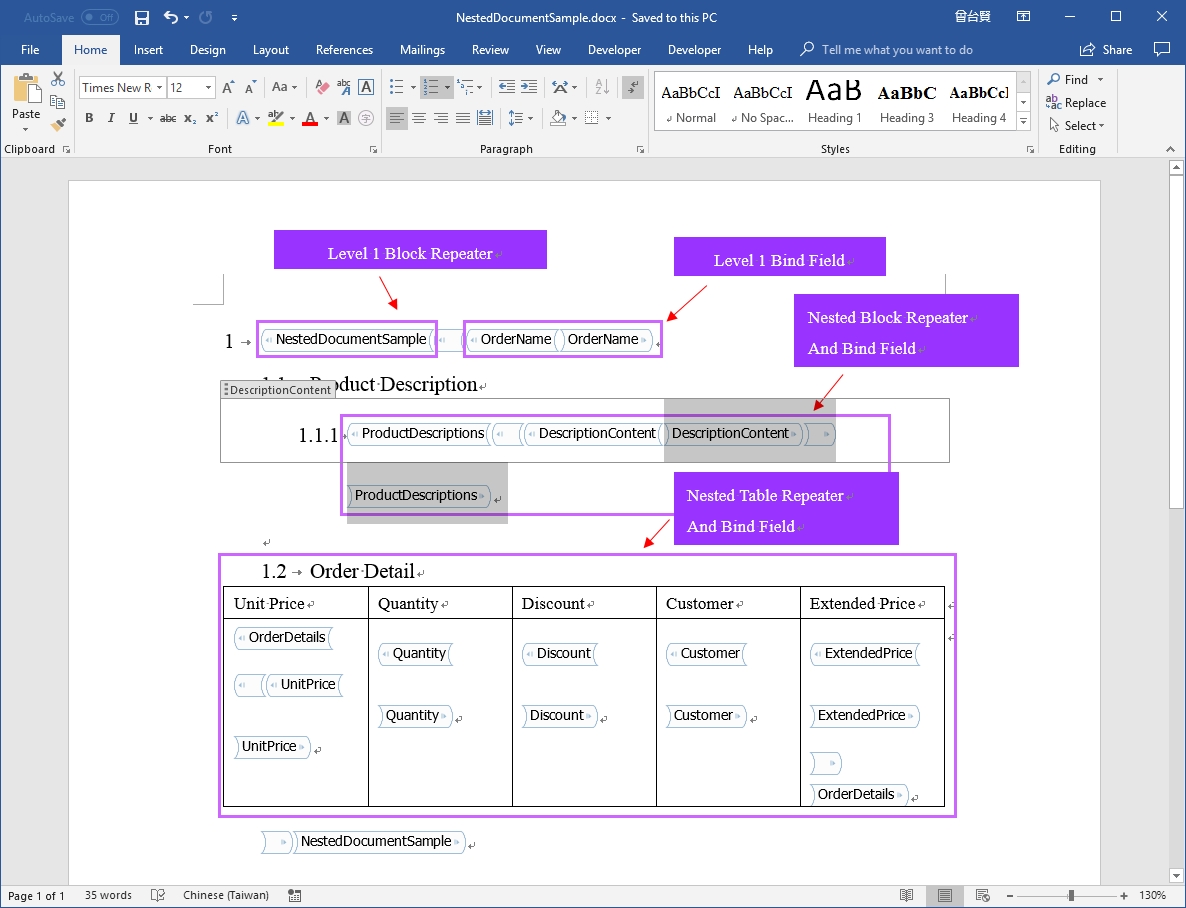 AutoSave Off NestedDocumentSample.docx - Saved to this PC 曾台賢
File Home Insert Design Layout References Mailings Review View Developer Developer Help Tell me what you want to do Share
Paste
Clipboard
Times New R 12 Aa
B I U abc x₂ x²
Font
Paragraph
AaBbCcI AaBbCcI AaB AaBbC AaBbCcl
Normal No Spac... Heading 1 Heading 3 Heading 4
Styles
Find
Replace
Select
Editing
Level 1 Block Repeater
Level 1 Bind Field
Nested Block Repeater
And Bind Field
1 NestedDocumentSample OrderName OrderName
Product Description
DescriptionContent
1.1.1 ProductDescriptions DescriptionContent DescriptionContent
ProductDescriptions
Nested Table Repeater
And Bind Field
1.2 Order Detail
Unit Price Quantity Discount Customer Extended Price
OrderDetails
Quantity Discount Customer ExtendedPrice
UnitPrice
Quantity Discount Customer ExtendedPrice
UnitPrice
OrderDetails
NestedDocumentSample
Page 1 of 1 35 words Chinese (Taiwan) 130%